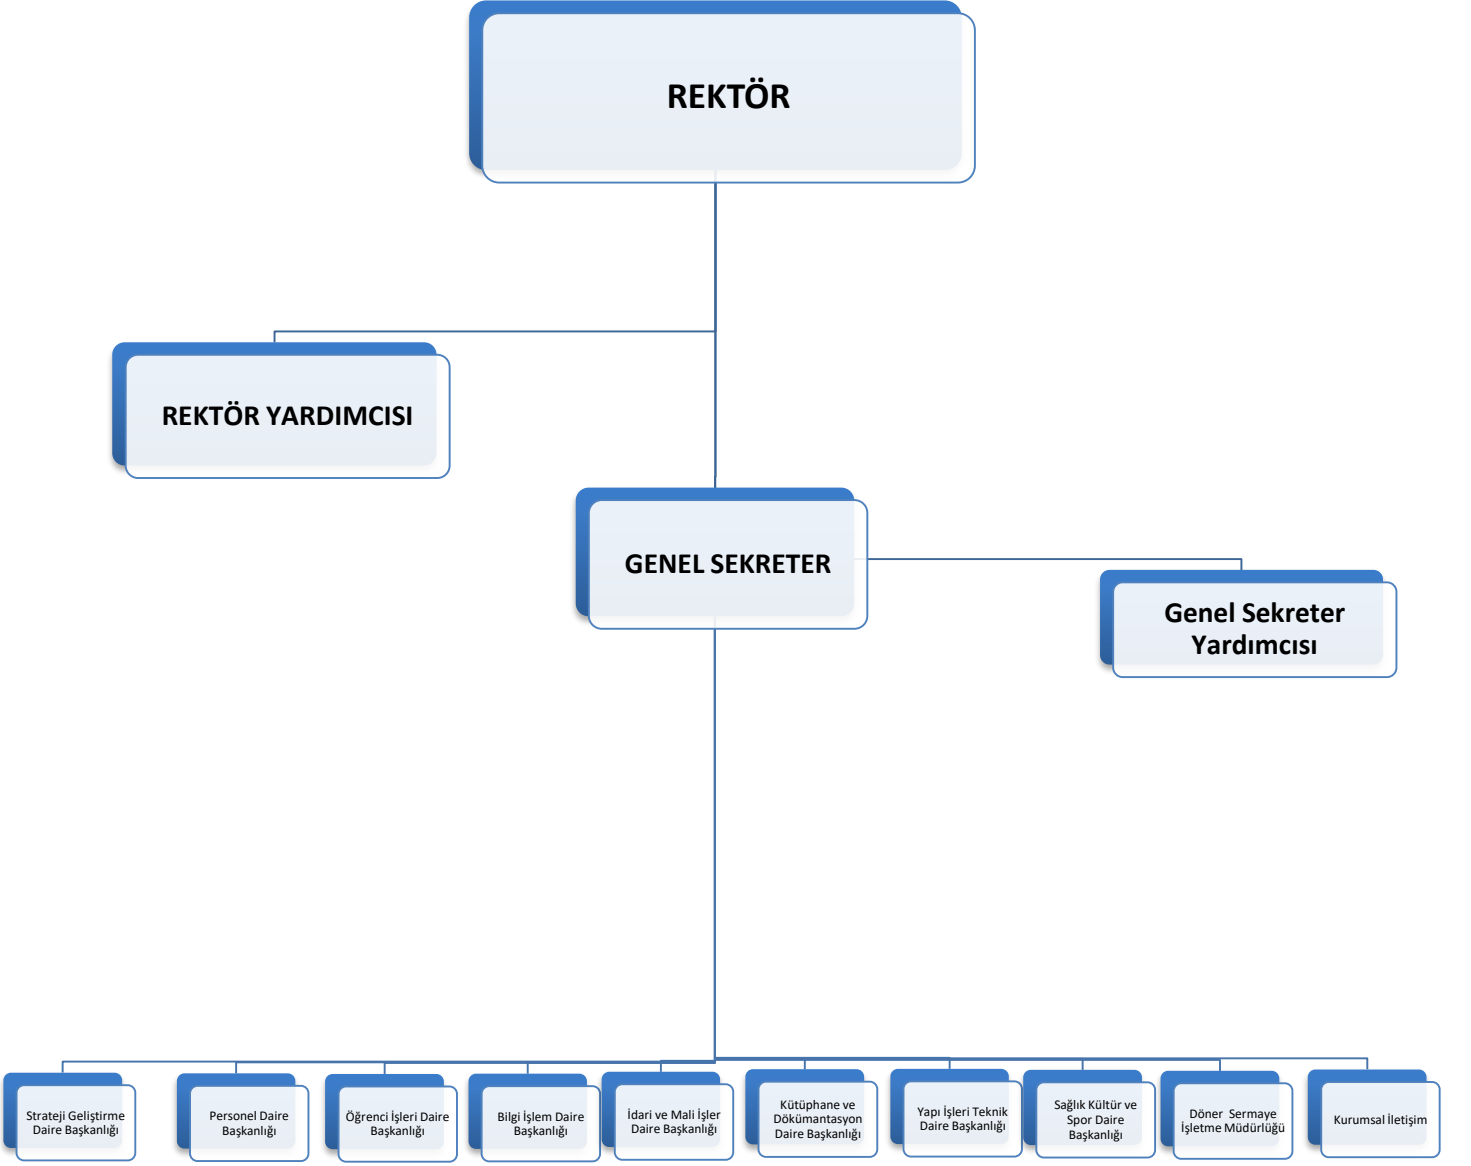 REKTÖR
REKTÖR YARDIMCISI
GENEL SEKRETER
Genel Sekreter
Yardımcısı
Strateji Geliştirme
Daire Başkanlığı
Personel Daire
Başkanlığı
Öğrenci İşleri Daire
Başkanlığı
Bilgi İşlem Daire
Başkanlığı
İdari ve Mali İşler
Daire Başkanlığı
Kütüphane ve
Dökümantasyon
Daire Başkanlığı
Yapı İşleri Teknik
Daire Başkanlığı
Sağlık Kültür ve
Spor Daire
Başkanlığı
Döner  Sermaye
İşletme Müdürlüğü
Kurumsal İletişim